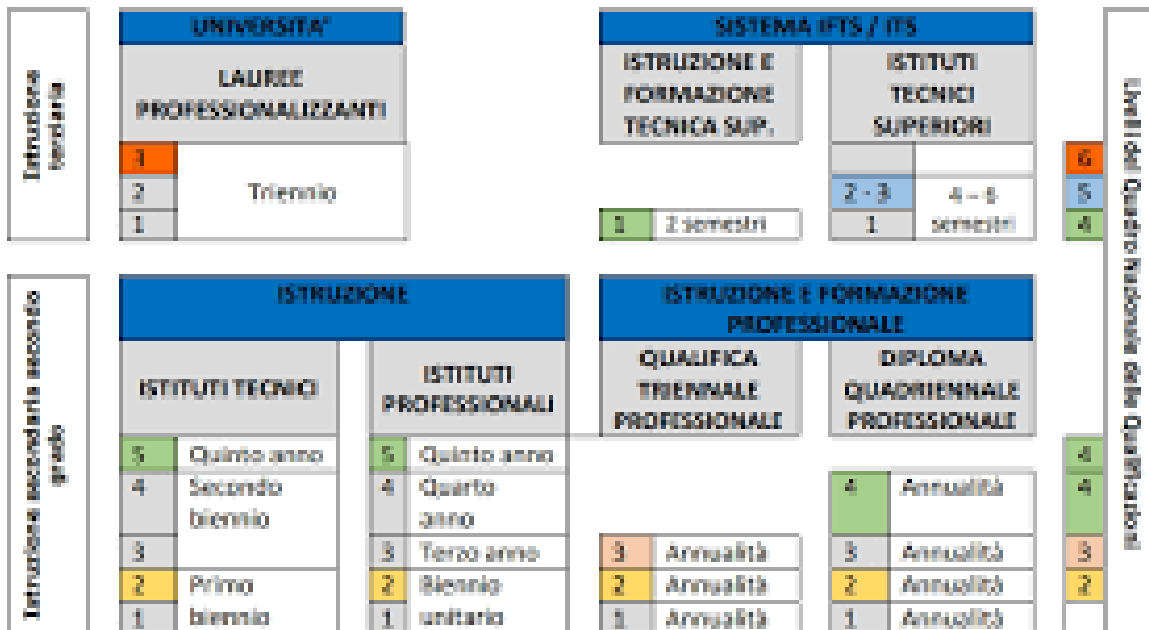 Istruzione
terziaria
UNIVERSITA'
LAUREE
PROFESSIONALIZZANTI
3
2
1
Triennio
SISTEMA IFTS / ITS
ISTRUZIONE E
FORMAZIONE
TECNICA SUP.
1
2 semestri
ISTITUTI
TECNICI
SUPERIORI
2 - 3
1
4 – 6
semestri
6
5
4
Livelli del Quadro Nazionale delle Qualificazioni
Istruzione secondaria secondo
grado
ISTRUZIONE
ISTITUTI TECNICI
5 Quinto anno
4 Secondo
biennio
3
2 Primo
1 biennio
ISTITUTI
PROFESSIONALI
5 Quinto anno
4 Quarto
anno
3 Terzo anno
2 Biennio
1 unitario
ISTRUZIONE E FORMAZIONE
PROFESSIONALE
QUALIFICA
TRIENNALE
PROFESSIONALE
3 Annualità
2 Annualità
1 Annualità
DIPLOMA
QUADRIENNALE
PROFESSIONALE
4 Annualità
3 Annualità
2 Annualità
1 Annualità
4
4
3
2